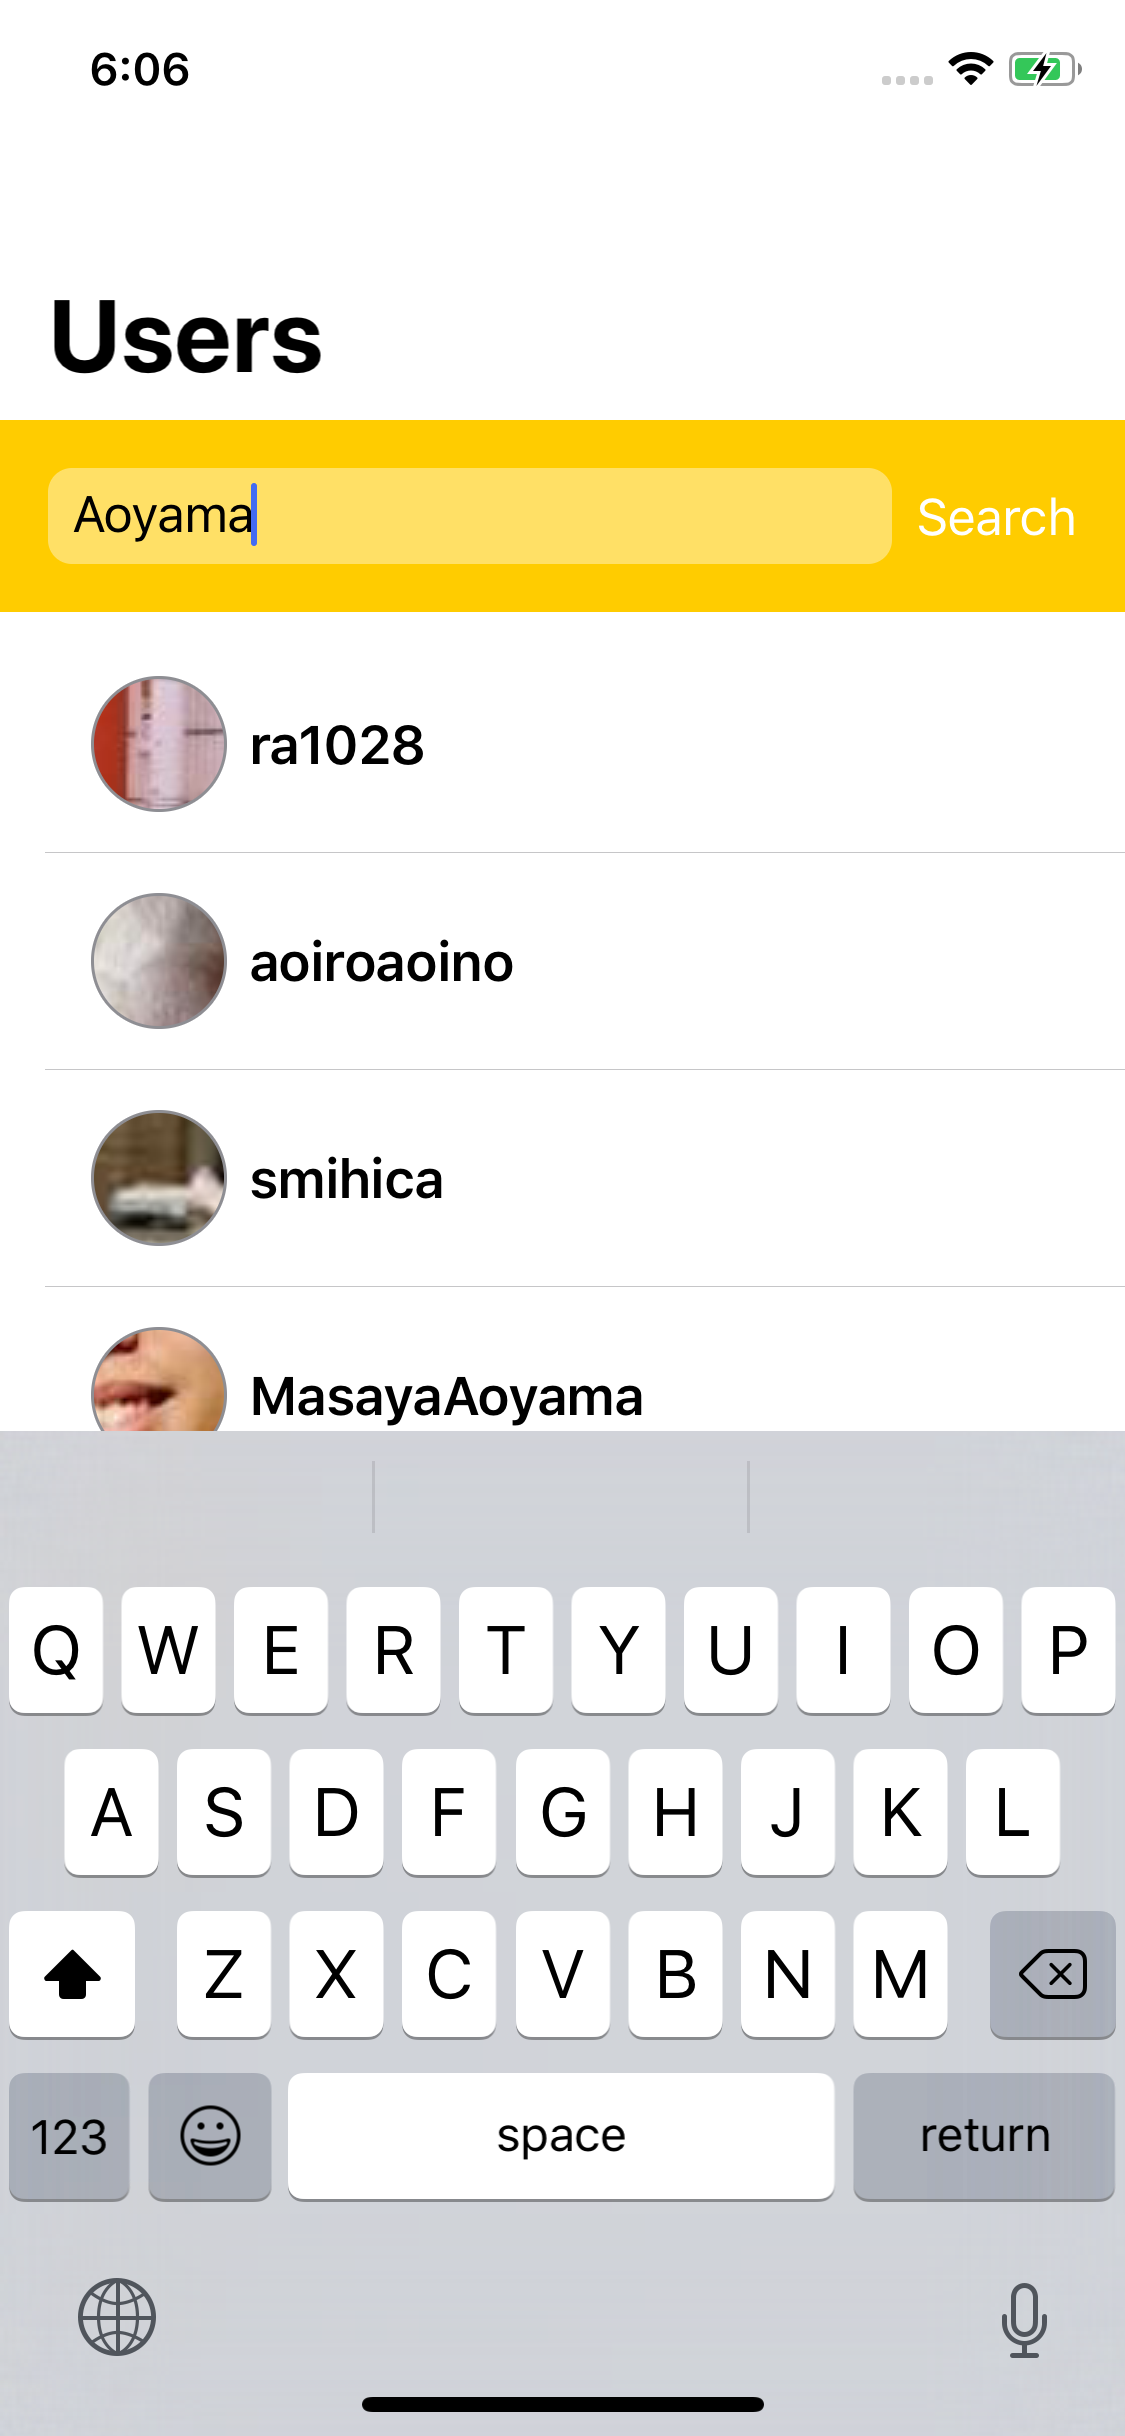 6:06
Users
Aoyama Search
ra1028
aoiroaoino
smihica
MasayaAoyama
Q W E R T Y U I O P
A S D F G H J K L
Z X C V B N M
123 space return